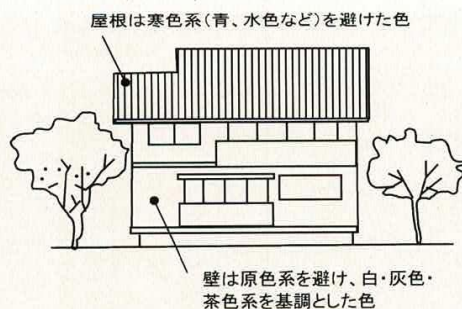 屋根は寒色系(青、水色など)を避けた色
壁は原色系を避け、白・灰色・
茶色系を基調とした色